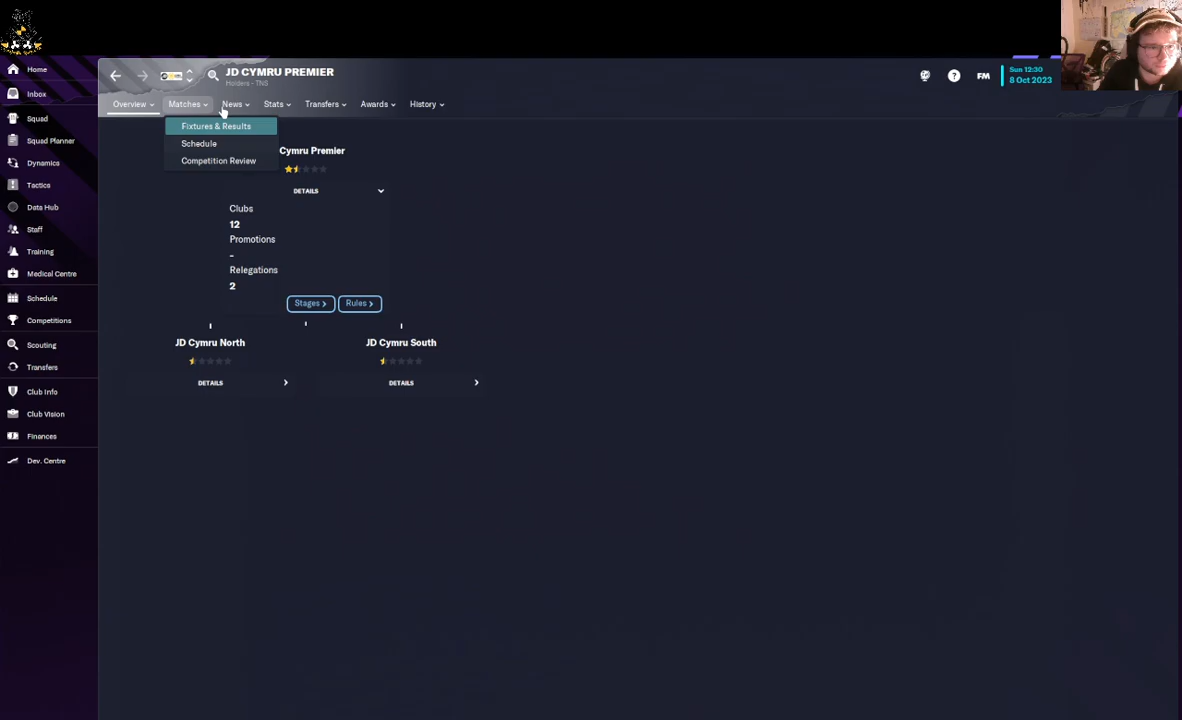 JD CYMRU PREMIER
Holders - TNS
Sun 12:30
8 Oct 2023
FM
Overview
Matches
News
Stats
Transfers
Awards
History
Fixtures & Results
Schedule
Competition Review
Home
Inbox
Squad
Squad Planner
Dynamics
Tactics
Data Hub
Staff
Training
Medical Centre
Schedule
Competitions
Scouting
Transfers
Club Info
Club Vision
Finances
Dev. Centre
Cymru Premier
DETAILS
Clubs
12
Promotions
-
Relegations
2
Stages
Rules
JD Cymru North
DETAILS
JD Cymru South
DETAILS